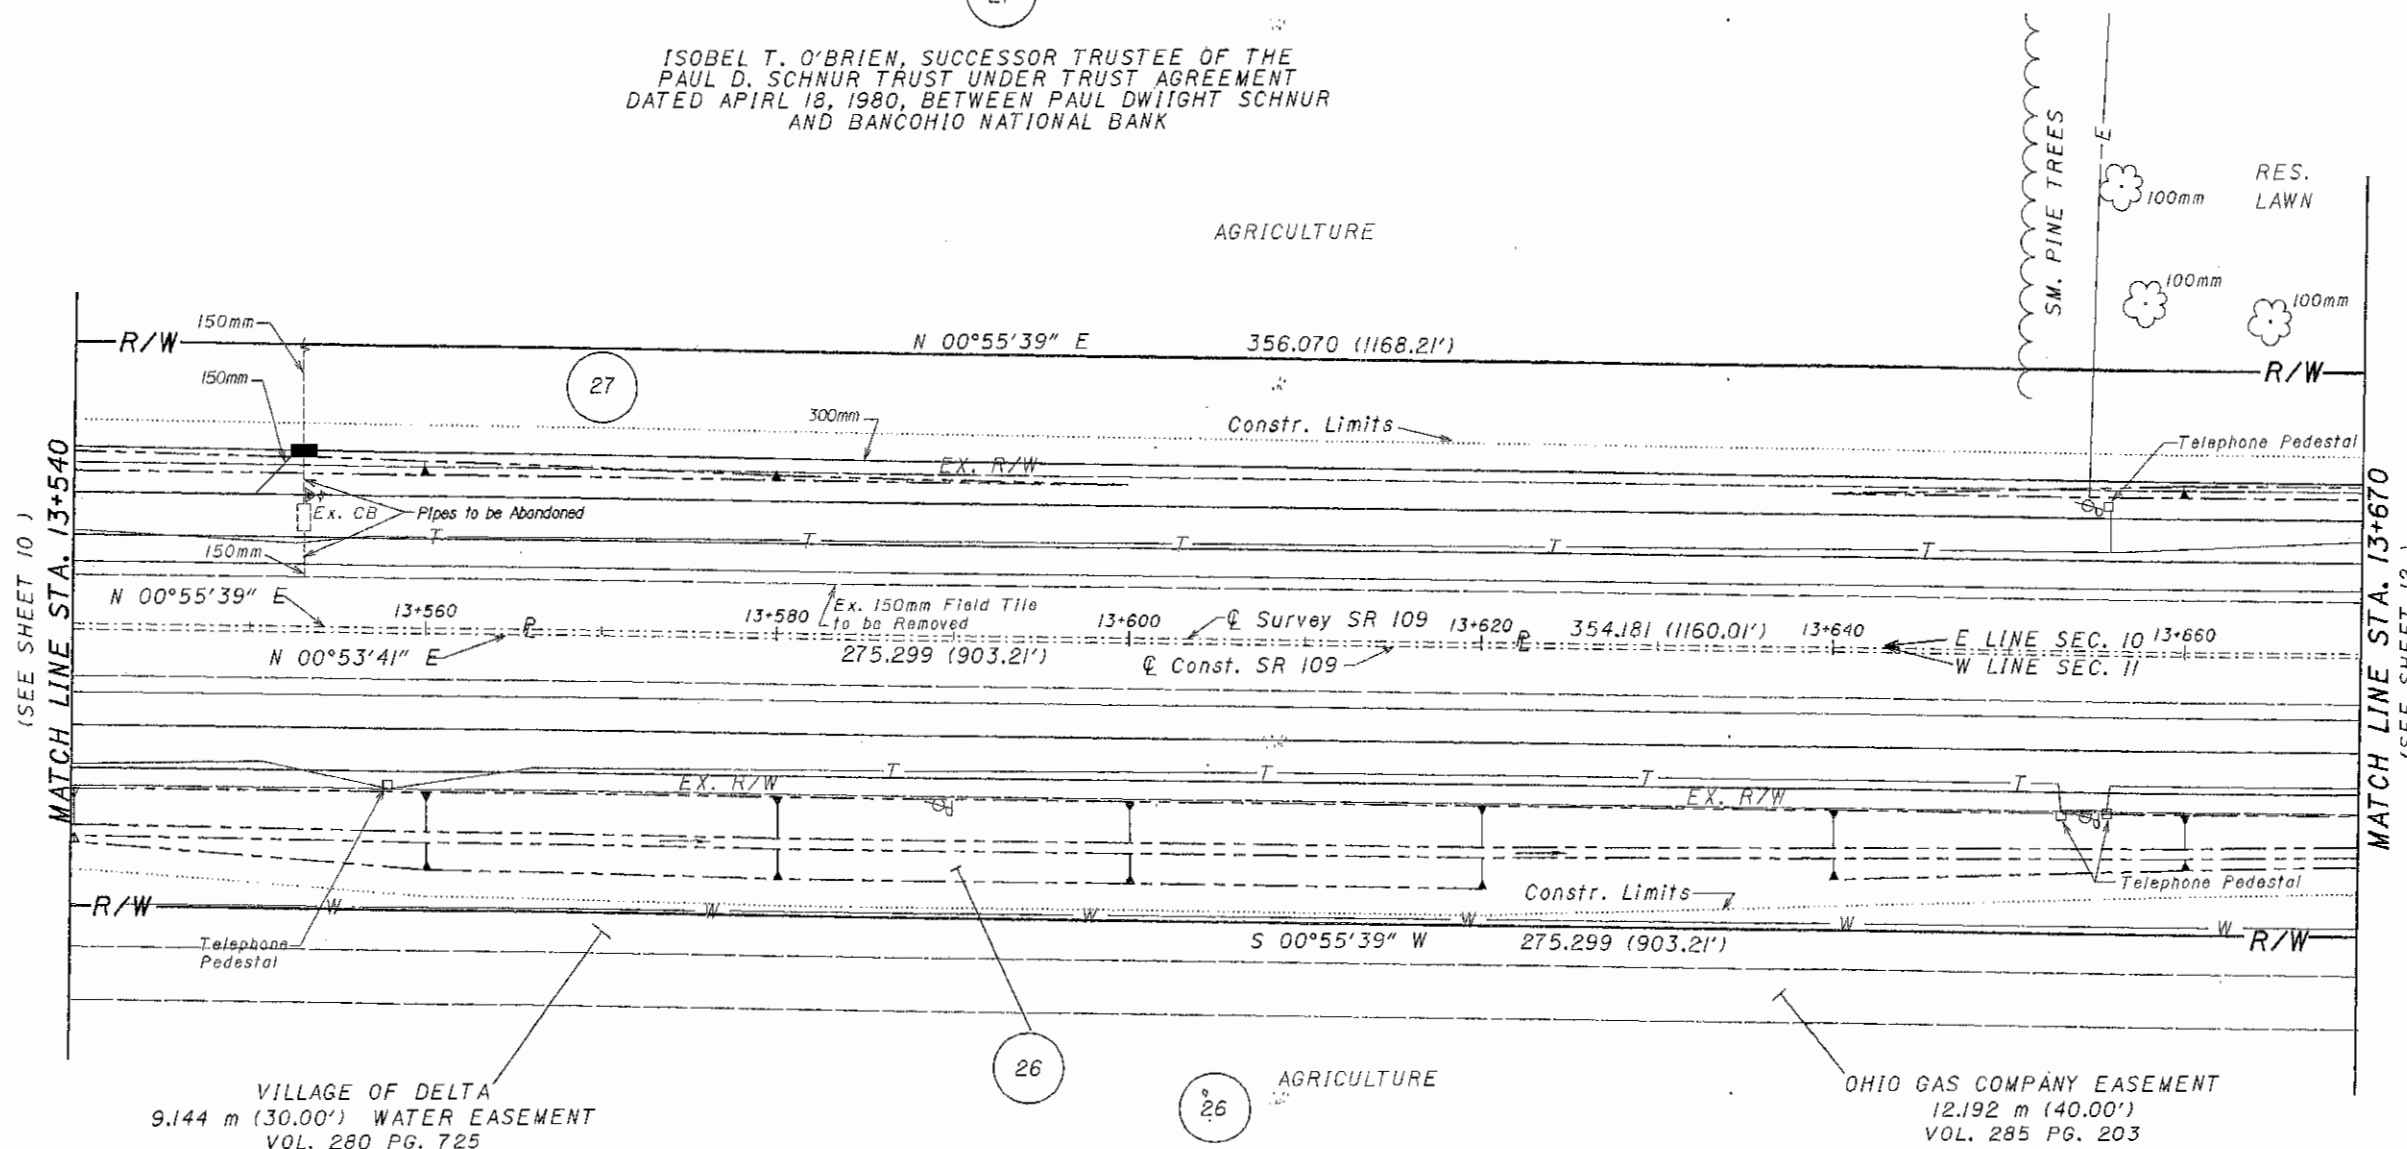 ISOBEL T. O'BRIEN, SUCCESSOR TRUSTEE OF THE
PAUL D. SCHNUR TRUST UNDER TRUST AGREEMENT
DATED APIRL 18, 1980, BETWEEN PAUL DWIIGHT SCHNUR
AND BANCOHIO NATIONAL BANK
SM. PINE TREES
E
RES.
LAWN
100mm
100mm
100mm
AGRICULTURE
150mm
R/W
N 00°55'39" E
356.070 (1168.21')
R/W
150mm
27
300mm
Constr. Limits
EX. R/W
Telephone Pedestal
Ex. CB
Pipes to be Abandoned
T
T
T
T
T
150mm
(SEE SHEET 10 )
MATCH LINE STA. 13+540
MATCH LINE STA. 13+670
N 00°55'39" E
13+560
13+580
Ex. 150mm Field Tile
to be Removed
13+600
℄ Survey SR 109
13+620
354.181 (1160.01')
13+640
E LINE SEC. 10
13+660
N 00°53'41" E
275.299 (903.21')
℄ Const. SR 109
W LINE SEC. 11
T
T
T
T
EX. R/W
EX. R/W
Telephone Pedestal
Constr. Limits
R/W
W
W
W
W
W
W
R/W
S 00°55'39" W
275.299 (903.21')
Telephone
Pedestal
26
26
AGRICULTURE
VILLAGE OF DELTA
9.144 m (30.00') WATER EASEMENT
VOL. 280 PG. 725
OHIO GAS COMPANY EASEMENT
12.192 m (40.00')
VOL. 285 PG. 203